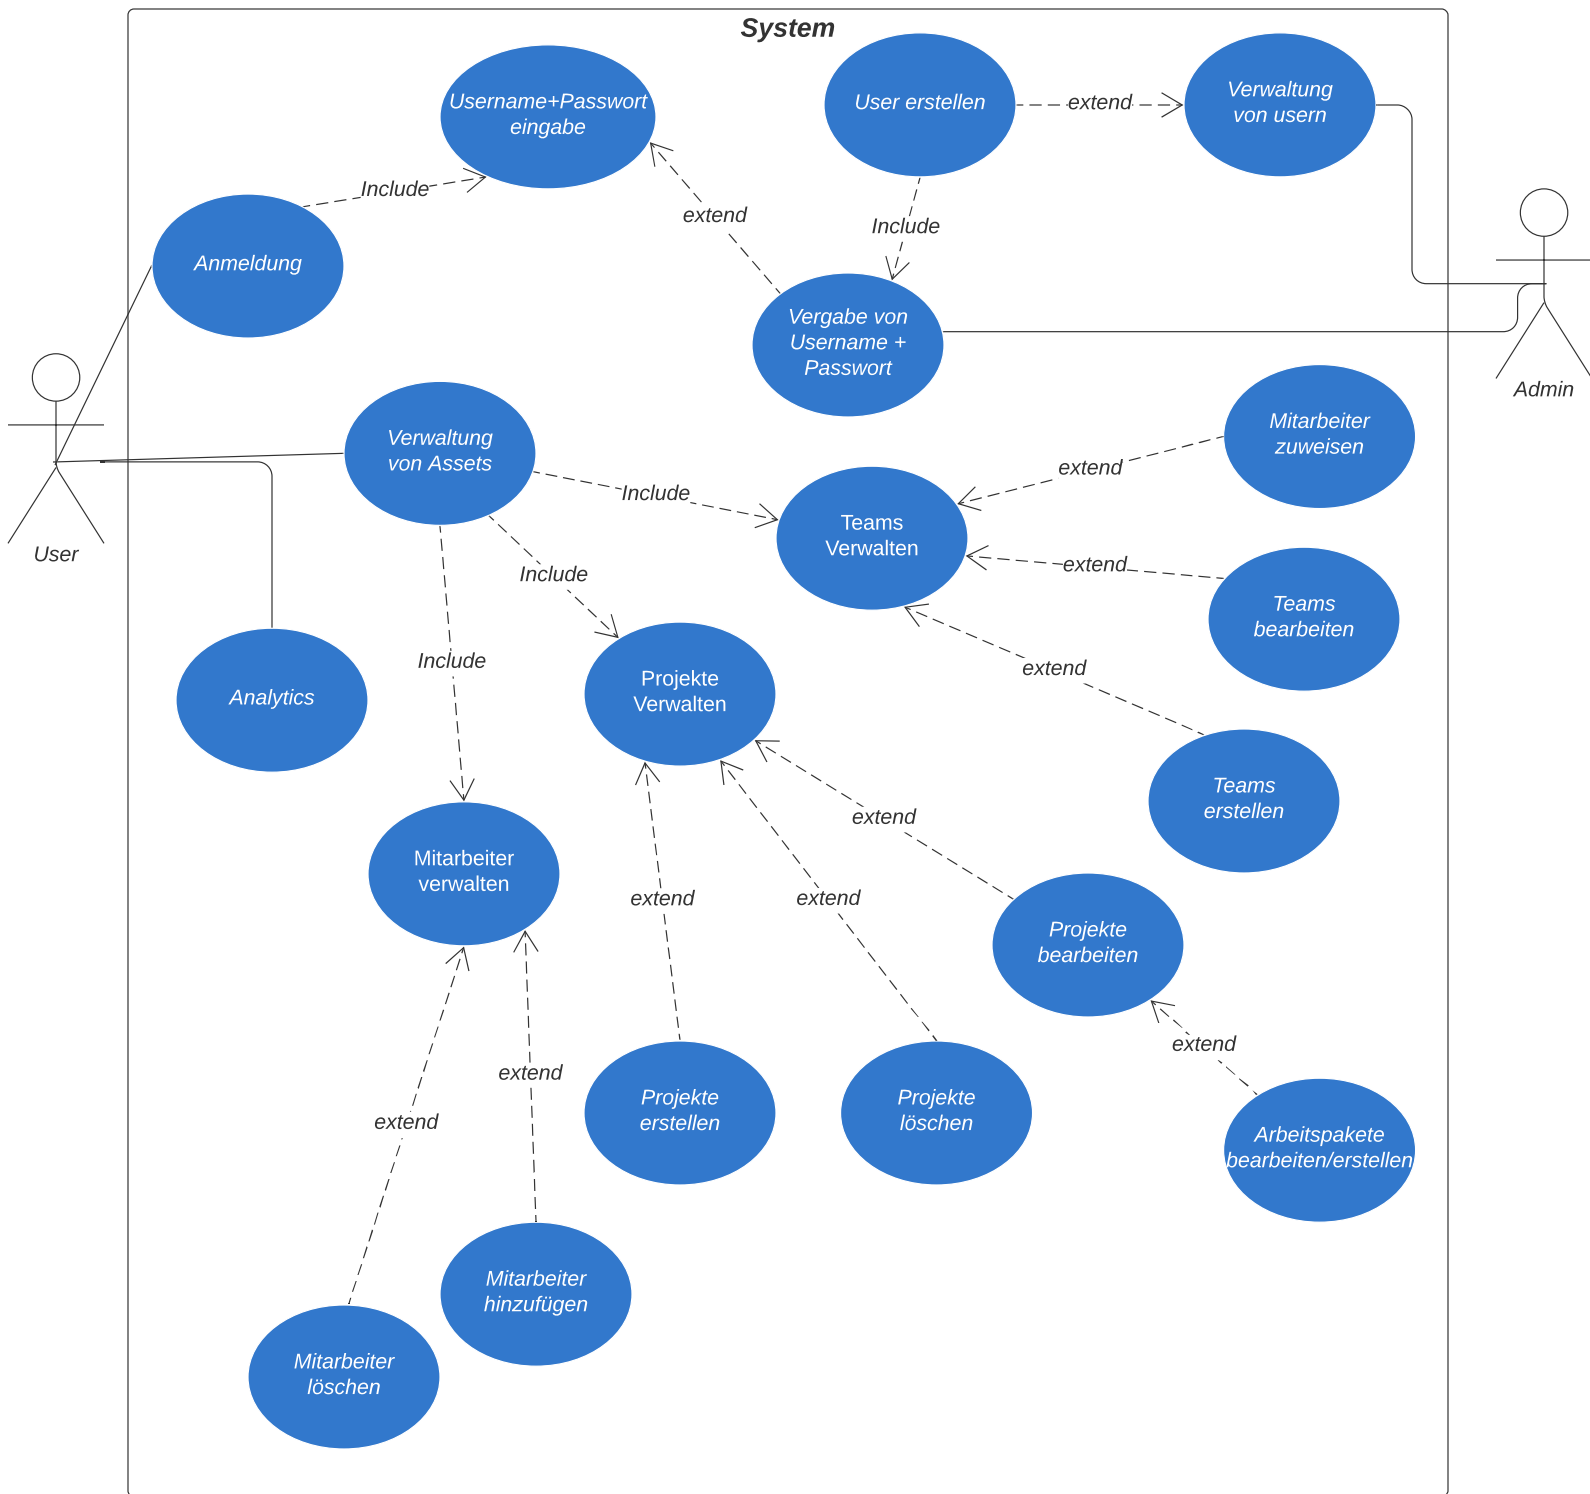 System
Username+Passwort
eingabe
User erstellen
extend
Verwaltung
von usern
Include
extend
Include
Anmeldung
Vergabe von
Username +
Passwort
Admin
User
Verwaltung
von Assets
Mitarbeiter
zuweisen
extend
Include
Teams
Verwalten
extend
Include
Teams
bearbeiten
extend
Include
Projekte
Verwalten
Analytics
Teams
erstellen
extend
Mitarbeiter
verwalten
extend
extend
Projekte
bearbeiten
extend
extend
extend
Projekte
erstellen
Projekte
löschen
Arbeitspakete
bearbeiten/erstellen
Mitarbeiter
hinzufügen
Mitarbeiter
löschen